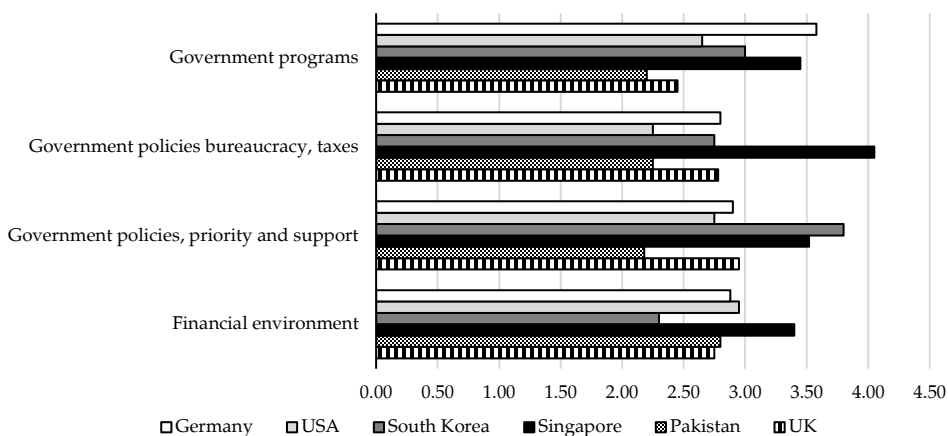 Government programs
Government policies bureaucracy, taxes
Government policies, priority and support
Financial environment
0.00 0.50 1.00 1.50 2.00 2.50 3.00 3.50 4.00 4.50
Germany USA South Korea Singapore Pakistan UK